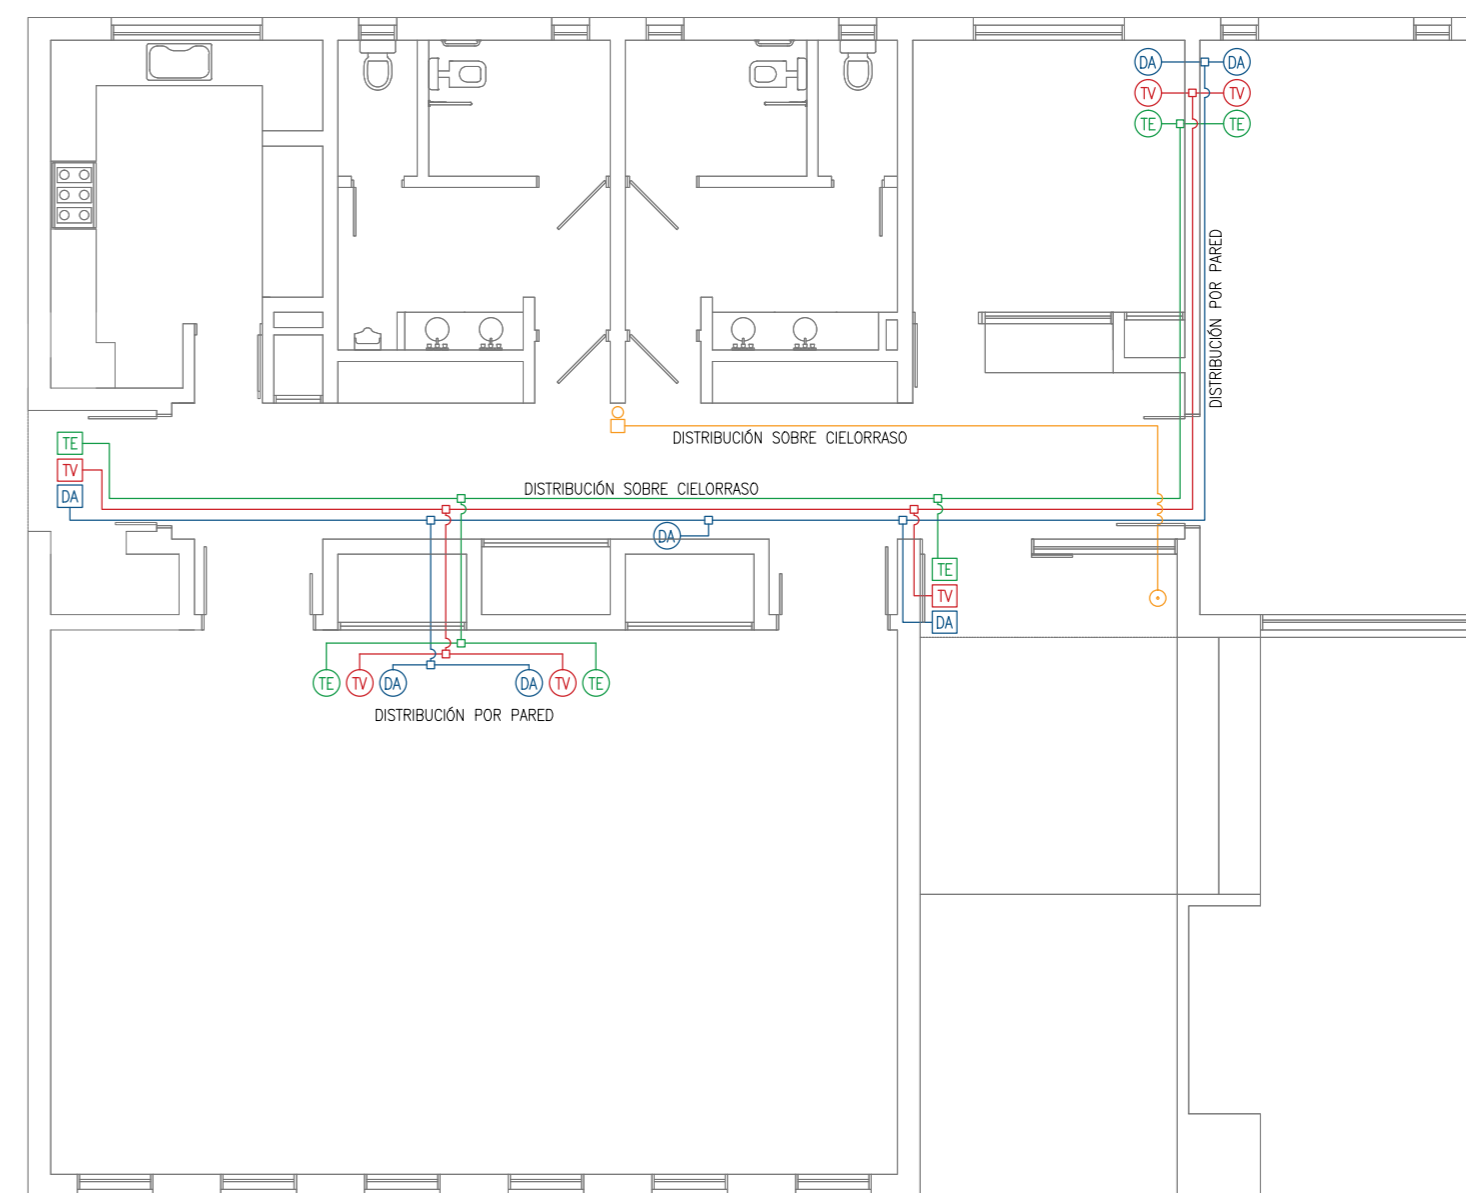 DA DA
TV TV
TE TE
DISTRIBUCIÓN POR PARED
DISTRIBUCIÓN SOBRE CIELORRASO
TE
TV
DA
DISTRIBUCIÓN SOBRE CIELORRASO
DA
TE
TV
DA
TE TV DA DA TV TE
DISTRIBUCIÓN POR PARED